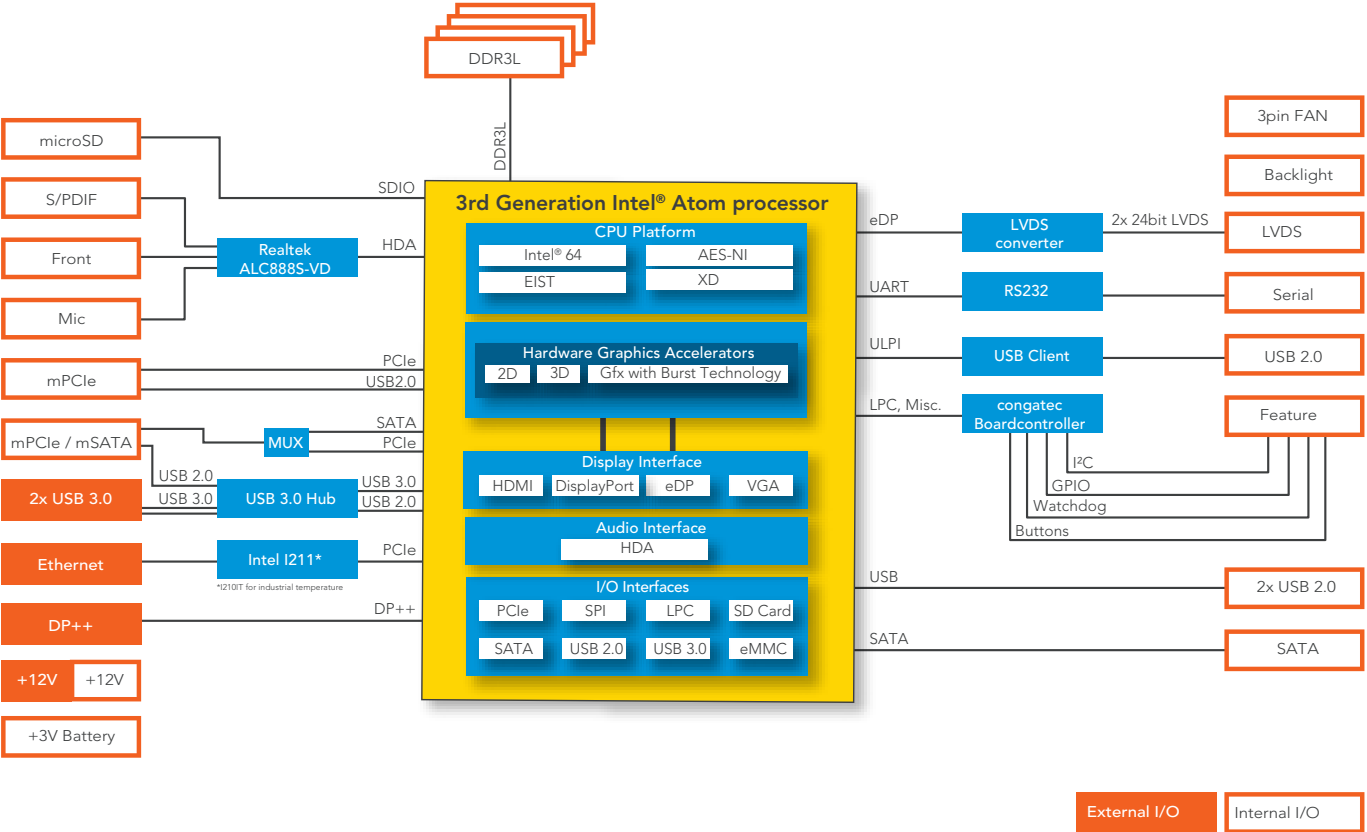 DDR3L
DDR3L
microSD
S/PDIF
Front
Mic
mPCIe
mPCIe / mSATA
2x USB 3.0
Ethernet
DP++
+12V +12V
+3V Battery
Realtek
ALC888S-VD
MUX
USB 2.0
USB 3.0
USB 3.0 Hub
Intel I211*
*I210IT for industrial temperature
SDIO
HDA
PCIe
USB2.0
SATA
PCIe
USB 3.0
USB 2.0
PCIe
DP++
3rd Generation Intel® Atom processor
CPU Platform
Intel® 64 AES-NI
EIST XD
Hardware Graphics Accelerators
2D 3D Gfx with Burst Technology
Display Interface
HDMI DisplayPort eDP VGA
Audio Interface
HDA
I/O Interfaces
PCIe SPI LPC SD Card
SATA USB 2.0 USB 3.0 eMMC
eDP
UART
ULPI
LPC, Misc.
USB
SATA
LVDS
converter
2x 24bit LVDS
RS232
USB Client
congatec
Boardcontroller
I²C
GPIO
Watchdog
Buttons
3pin FAN
Backlight
LVDS
Serial
USB 2.0
Feature
2x USB 2.0
SATA
External I/O Internal I/O